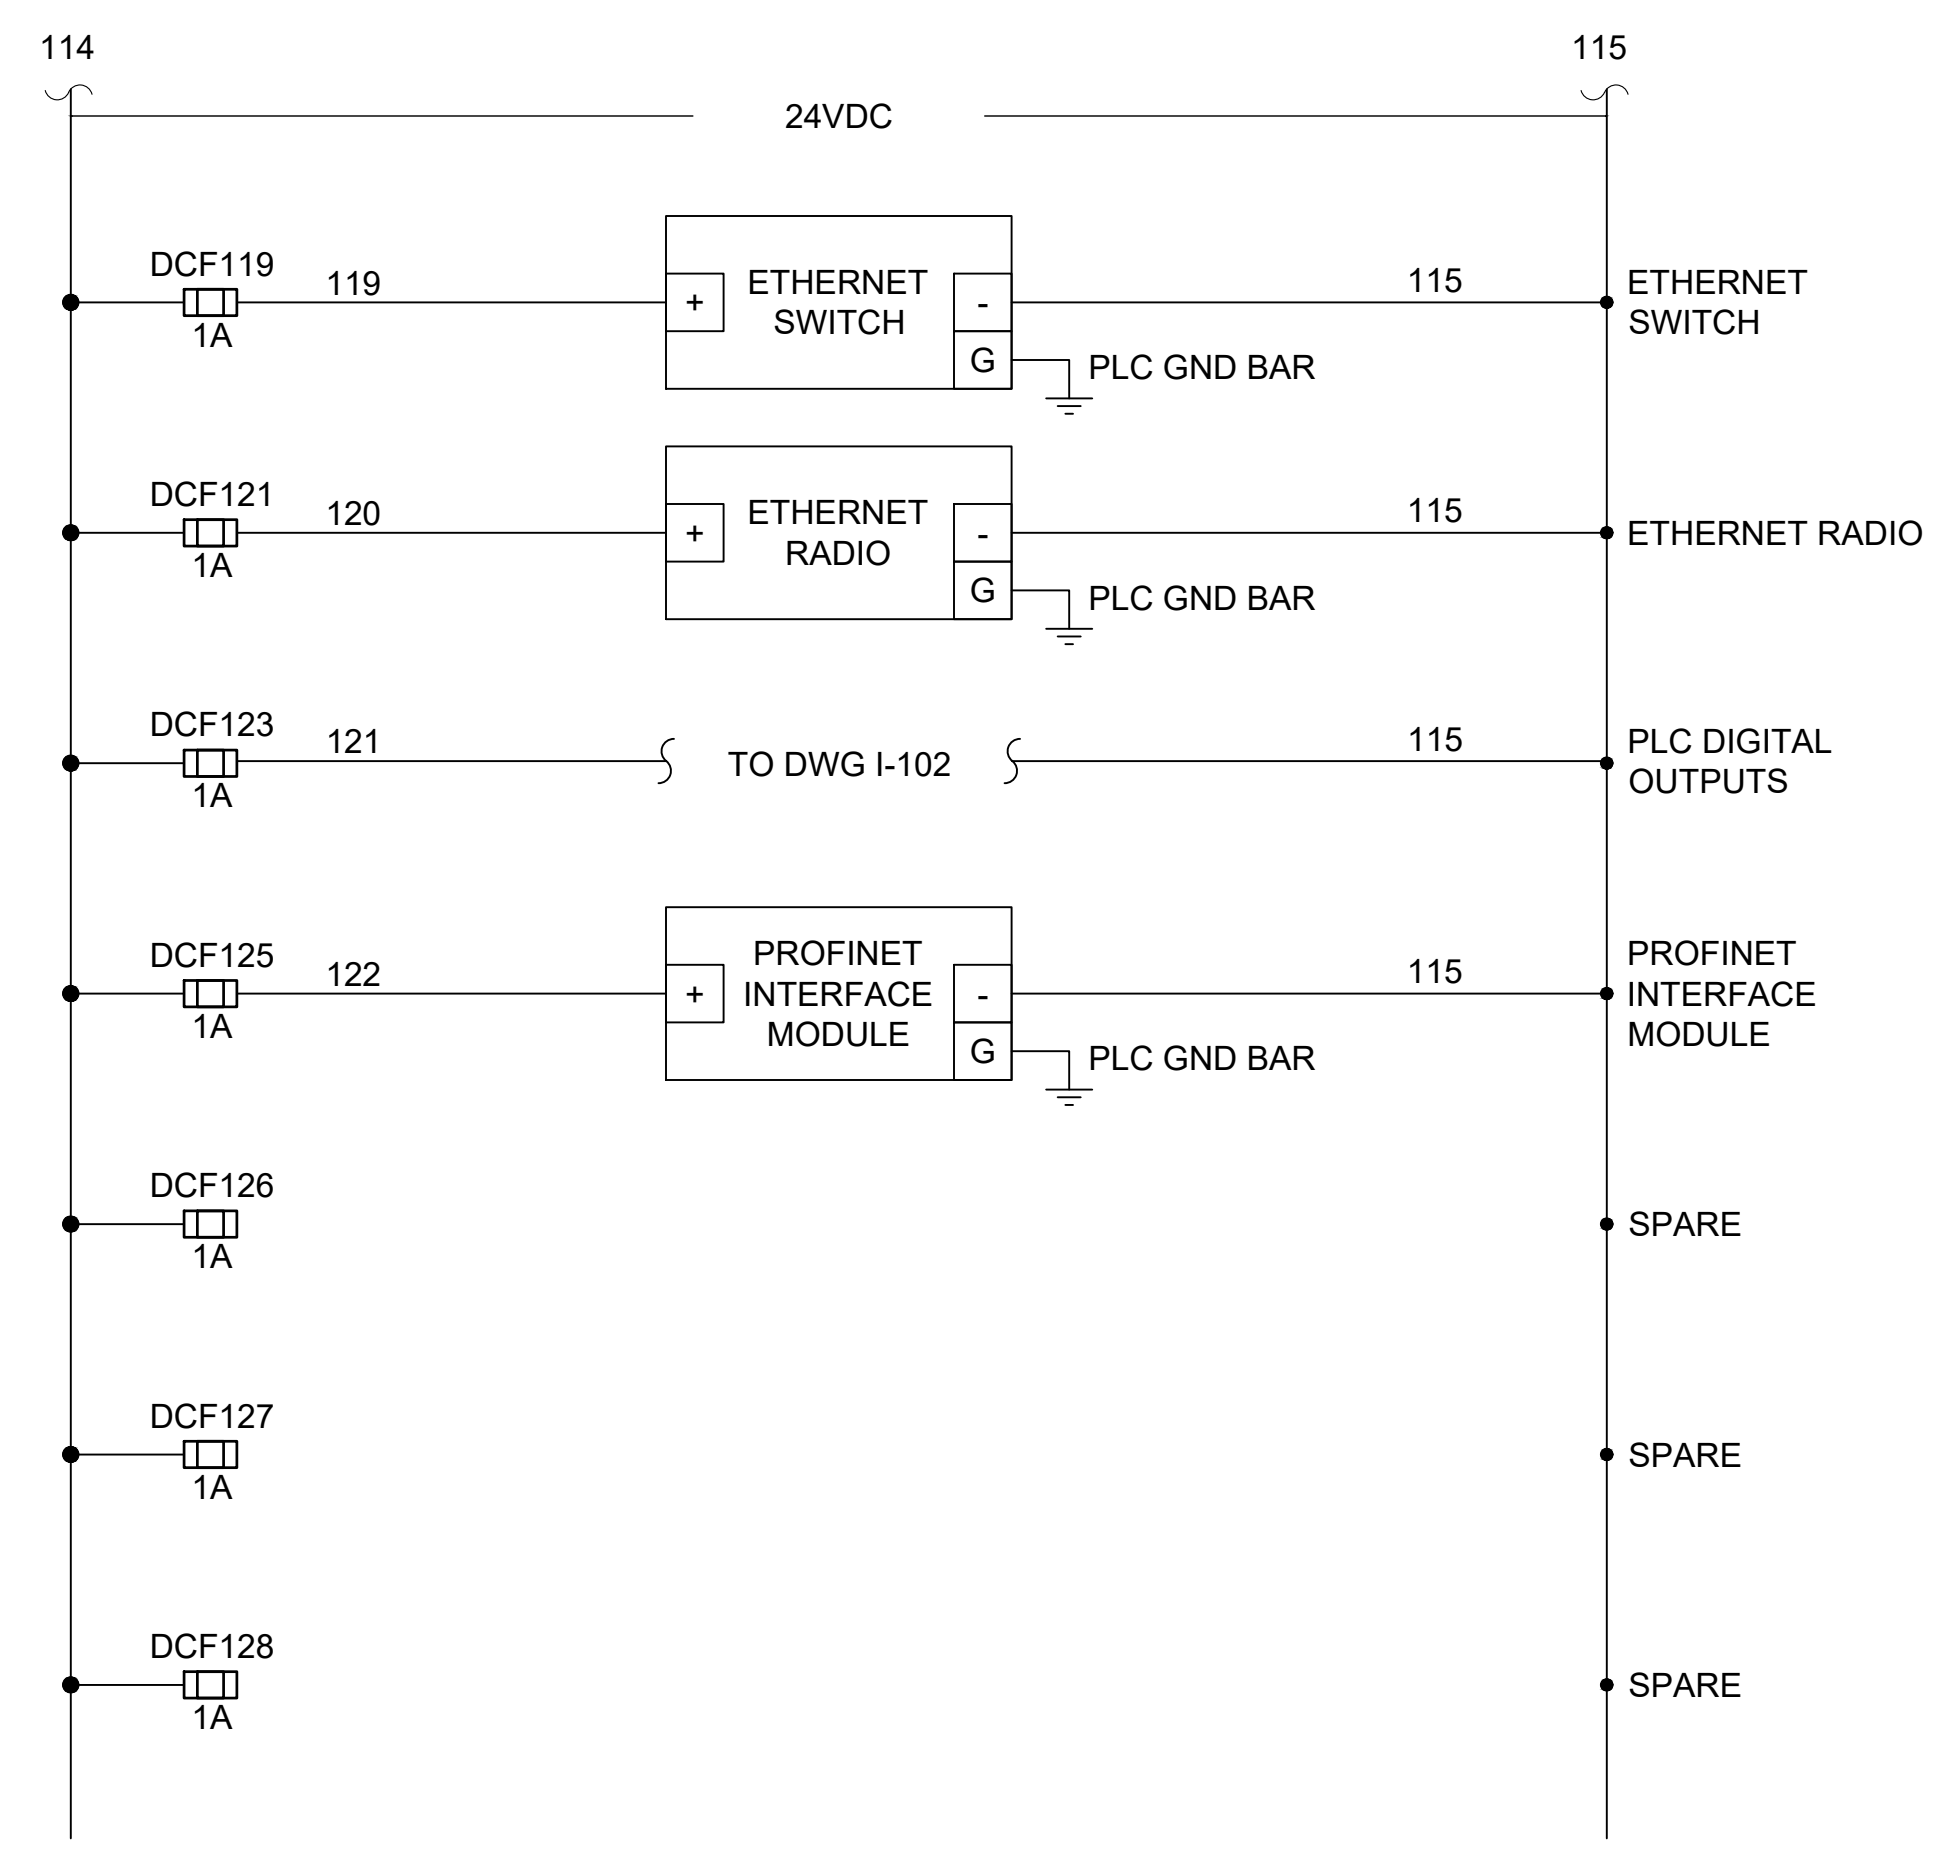 114
115
24VDC
DCF119
119
1A
+
ETHERNET
SWITCH
-
G
PLC GND BAR
115
ETHERNET
SWITCH
DCF121
120
1A
+
ETHERNET
RADIO
-
G
PLC GND BAR
115
ETHERNET RADIO
DCF123
121
1A
TO DWG I-102
115
PLC DIGITAL
OUTPUTS
DCF125
122
1A
+
PROFINET
INTERFACE
MODULE
-
G
PLC GND BAR
115
PROFINET
INTERFACE
MODULE
DCF126
1A
SPARE
DCF127
1A
SPARE
DCF128
1A
SPARE